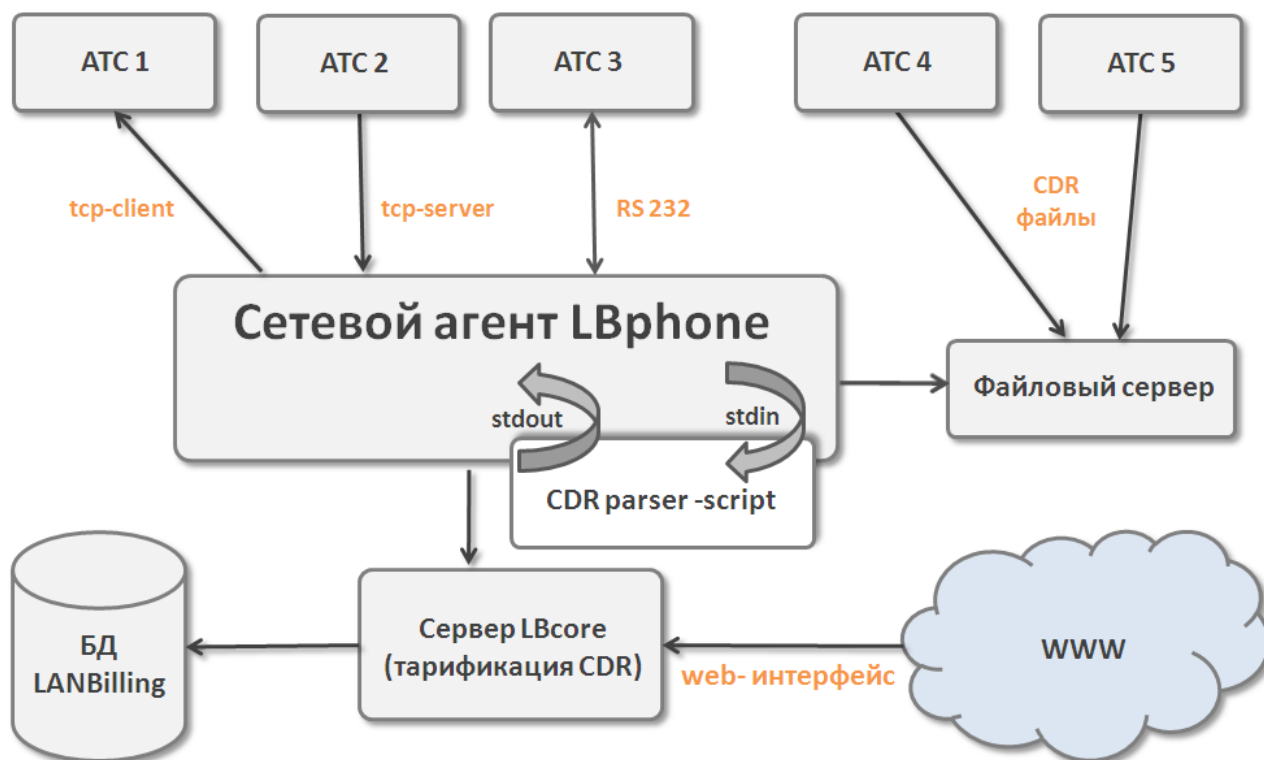 АТС 1
АТС 2
АТС 3
АТС 4
АТС 5
tcp-client
tcp-server
RS 232
CDR
файлы
Сетевой агент LBphone
Файловый сервер
stdout
stdin
CDR parser -script
БД
LANBilling
Сервер LBcore
(тарификация CDR)
web- интерфейс
WWW